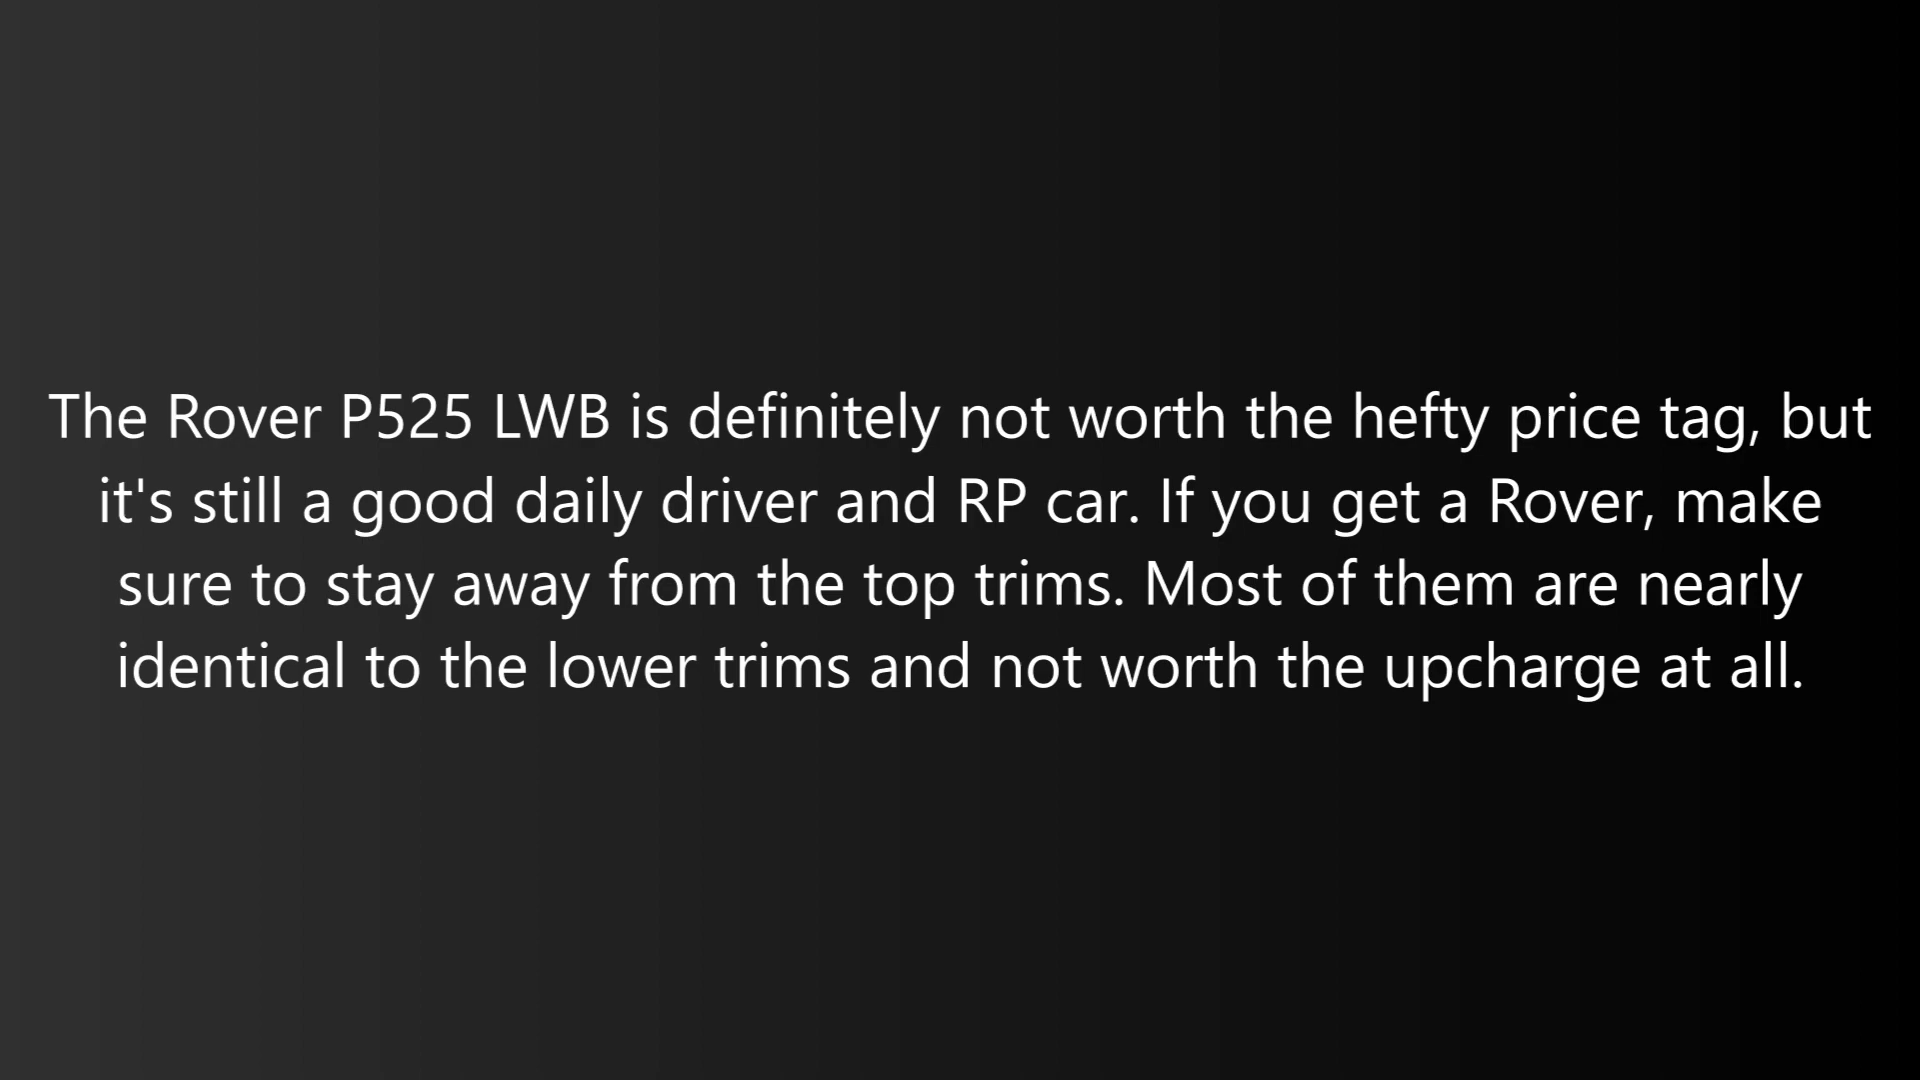 The Rover P525 LWB is definitely not worth the hefty price tag, but
it's still a good daily driver and RP car. If you get a Rover, make
sure to stay away from the top trims. Most of them are nearly
identical to the lower trims and not worth the upcharge at all.